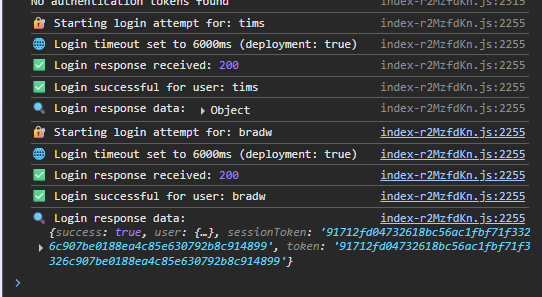 No authentication tokens found index-r2MzfdKn.js:2515
🔐 Starting login attempt for: tims index-r2MzfdKn.js:2255
🌐 Login timeout set to 6000ms (deployment: true) index-r2MzfdKn.js:2255
✅ Login response received: 200 index-r2MzfdKn.js:2255
✅ Login successful for user: tims index-r2MzfdKn.js:2255
🔍 Login response data: ▶ Object index-r2MzfdKn.js:2255
🔐 Starting login attempt for: bradw index-r2MzfdKn.js:2255
🌐 Login timeout set to 6000ms (deployment: true) index-r2MzfdKn.js:2255
✅ Login response received: 200 index-r2MzfdKn.js:2255
✅ Login successful for user: bradw index-r2MzfdKn.js:2255
🔍 Login response data: index-r2MzfdKn.js:2255
{success: true, user: {…}, sessionToken: '91712fd04732618bc56ac1fbf71f332
▶ 6c907be0188ea4c85e630792b8c914899', token: '91712fd04732618bc56ac1fbf71f3
326c907be0188ea4c85e630792b8c914899'}
>